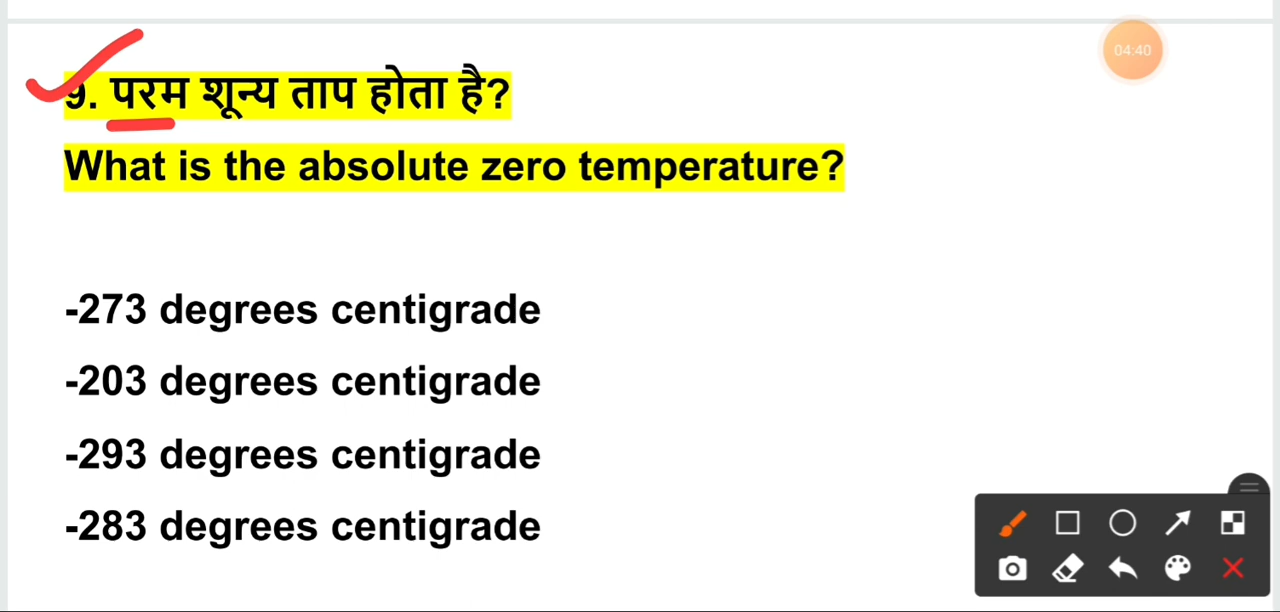 04:40
9. परम शून्य ताप होता है?
What is the absolute zero temperature?
-273 degrees centigrade
-203 degrees centigrade
-293 degrees centigrade
-283 degrees centigrade